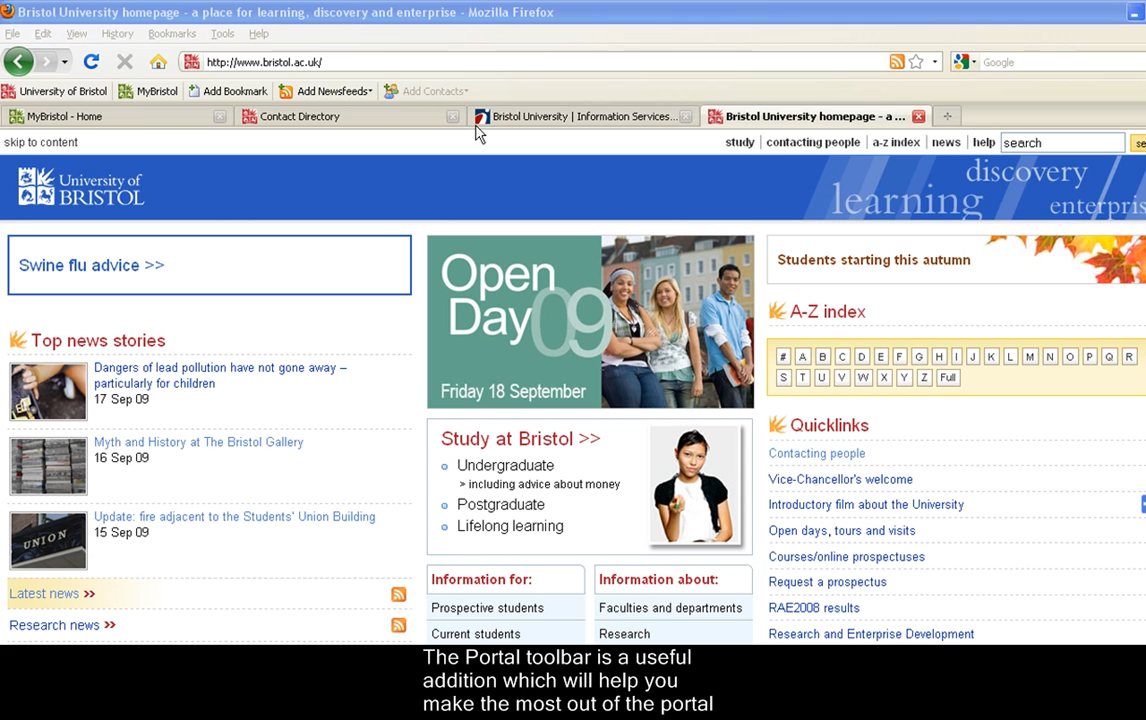 Bristol University homepage - a place for learning, discovery and enterprise - Mozilla Firefox
File Edit View History Bookmarks Tools Help
http://www.bristol.ac.uk/ Google
University of Bristol MyBristol Add Bookmark Add Newsfeeds Add Contacts
MyBristol - Home Contact Directory Bristol University | Information Services... Bristol University homepage - a ...
skip to content
study contacting people a-z index news help search se
University of
BRISTOL
discovery
learning
enterpris
Swine flu advice >>
Top news stories
Dangers of lead pollution have not gone away –
particularly for children
17 Sep 09
Myth and History at The Bristol Gallery
16 Sep 09
UNION
Update: fire adjacent to the Students' Union Building
15 Sep 09
Latest news >>
Research news >>
Open
Day 09
Friday 18 September
Study at Bristol >>
Undergraduate
> including advice about money
Postgraduate
Lifelong learning
Information for:
Prospective students
Current students
Information about:
Faculties and departments
Research
Students starting this autumn
A-Z index
# A B C D E F G H I J K L M N O P Q R
S T U V W X Y Z Full
Quicklinks
Contacting people
Vice-Chancellor's welcome
Introductory film about the University
Open days, tours and visits
Courses/online prospectuses
Request a prospectus
RAE2008 results
Research and Enterprise Development
The Portal toolbar is a useful
addition which will help you
make the most out of the portal